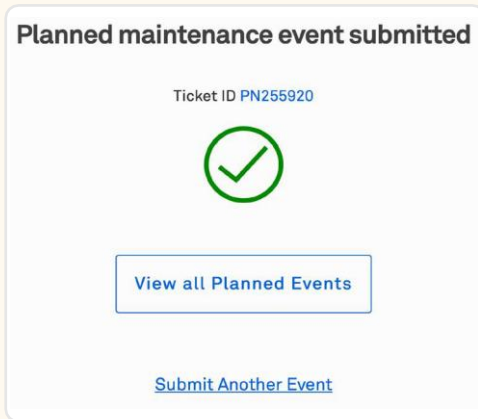 Planned maintenance event submitted
Ticket ID PN255920
View all Planned Events
Submit Another Event